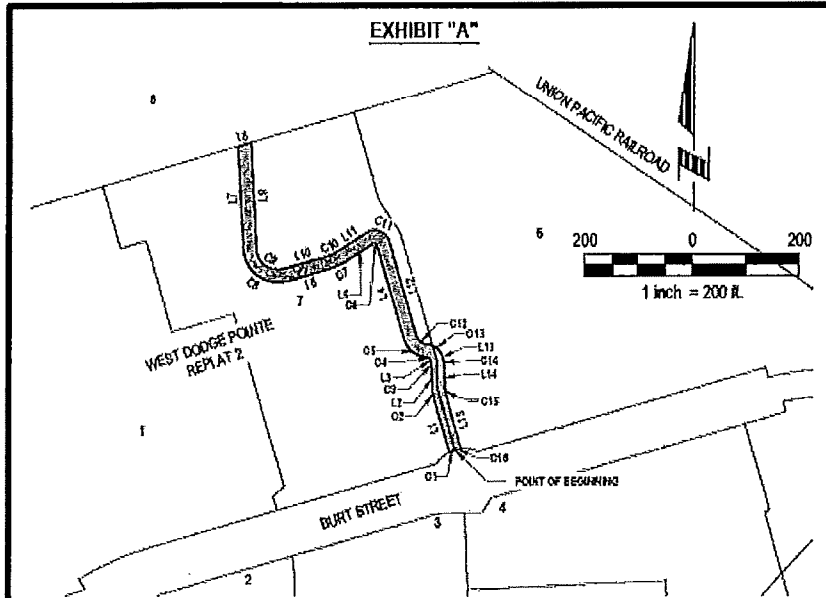 EXHIBIT "A"
UNION PACIFIC RAILROAD
8
L8
L7
L9
L10
C10
L11
C11
6
200 0 200
1 inch = 200 ft.
L6
C7
L5
C6
7
L4
L12
WEST DODGE POINTE
REPLAT 2
C12
C13
C5
C4
L3
C3
L2
C2
L13
C14
L14
C15
1
L1
L15
C16
C1
POINT OF BEGINNING
BURT STREET
3
4
2